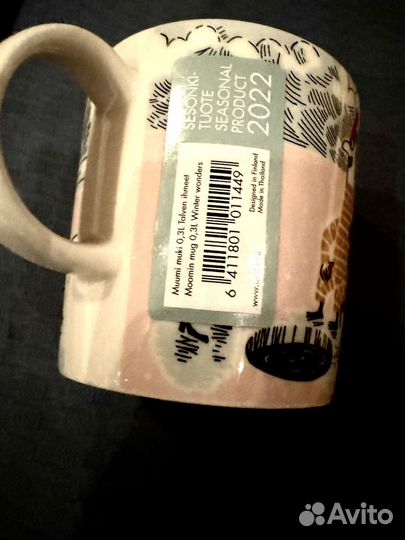 SESONKI-
TUOTE
SEASONAL
PRODUCT
2022
Muumi muki 0,3L Talven ihmeet
Moomin mug 0,3L Winter wonders
6 411801 011449
Designed in Finland
Made in Thailand
www.
Avito